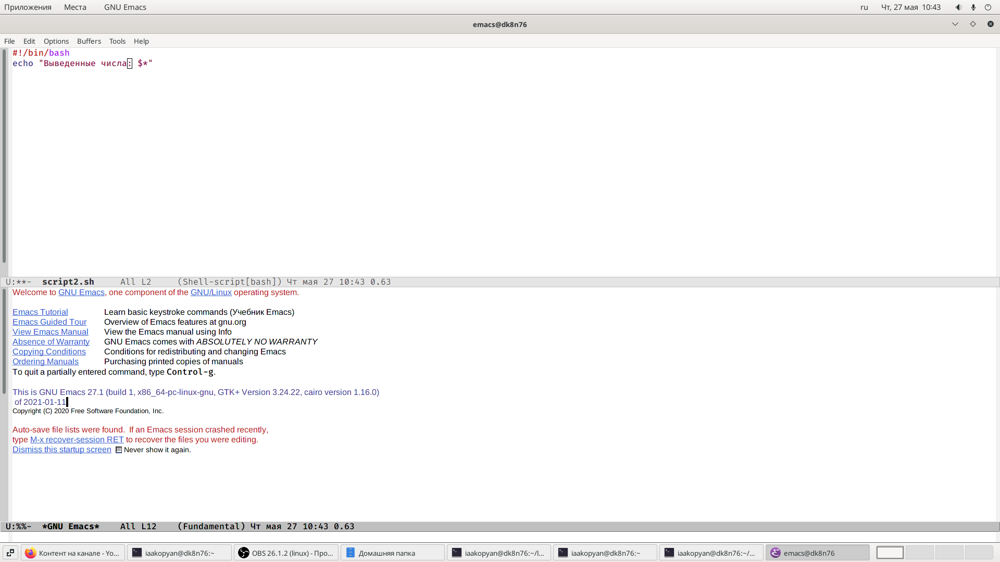 Приложения Места GNU Emacs ru Чт, 27 мая 10:43
emacs@dk8n76
File Edit Options Buffers Tools Help
#!/bin/bash
echo "Выведенные числа: $*"
U:**- script2.sh All L2 (Shell-script[bash]) Чт мая 27 10:43 0.63
Welcome to GNU Emacs, one component of the GNU/Linux operating system.
Emacs Tutorial Learn basic keystroke commands (Учебник Emacs)
Emacs Guided Tour Overview of Emacs features at gnu.org
View Emacs Manual View the Emacs manual using Info
Absence of Warranty GNU Emacs comes with ABSOLUTELY NO WARRANTY
Copying Conditions Conditions for redistributing and changing Emacs
Ordering Manuals Purchasing printed copies of manuals
To quit a partially entered command, type Control-g.
This is GNU Emacs 27.1 (build 1, x86_64-pc-linux-gnu, GTK+ Version 3.24.22, cairo version 1.16.0)
of 2021-01-11
Copyright (C) 2020 Free Software Foundation, Inc.
Auto-save file lists were found. If an Emacs session crashed recently,
type M-x recover-session RET to recover the files you were editing.
Dismiss this startup screen Never show it again.
U:%%- *GNU Emacs* All L12 (Fundamental) Чт мая 27 10:43 0.63
Контент на канале - Yo... iaakopyan@dk8n76:~ OBS 26.1.2 (linux) - Про... Домашняя папка iaakopyan@dk8n76:~/l... iaakopyan@dk8n76:~ iaakopyan@dk8n76:~/... emacs@dk8n76